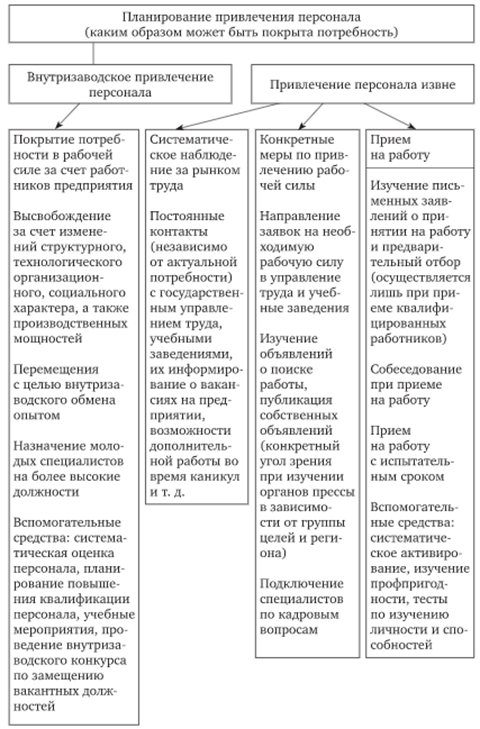 Планирование привлечения персонала
(каким образом может быть покрыта потребность)
Внутризаводское привлечение
персонала
Привлечение персонала извне
Покрытие потреб-
ности в рабочей
силе за счет работ-
ников предприятия
Высвобождение
за счет измене-
ний структурного,
технологического
организацион-
ного, социального
характера, а также
производственных
мощностей
Перемещения
с целью внутриза-
водского обмена
опытом
Назначение моло-
дых специалистов
на более высокие
должности
Вспомогательные
средства: система-
тическая оценка
персонала, плани-
рование повыше-
ния квалификации
персонала, учебные
мероприятия, про-
ведение внутриза-
водского конкурса
по замещению
вакантных долж-
ностей
Систематиче-
ское наблюде-
ние за рынком
труда
Постоянные
контакты
(независимо
от актуальной
потребности)
с государствен-
ным управле-
нием труда,
учебными
заведениями,
их информиро-
вание о вакан-
сиях на пред-
приятии,
возможности
дополнитель-
ной работы во
время каникул
и т. д.
Конкретные
меры по прив-
лечению рабо-
чей силы
Направление
заявок на необ-
ходимую
рабочую силу
в управление
труда и учеб-
ные заведения
Изучение
объявлений
о поиске
работы,
публикация
собственных
объявлений
(конкретный
угол зрения
при изучении
органов прессы
в зависимо-
сти от группы
целей и реги-
она)
Подключение
специалистов
по кадровым
вопросам
Прием
на работу
Изучение пись-
менных заяв-
лений о при-
нятии на работу
и предвари-
тельный отбор
(осуществляется
лишь при при-
еме квалифи-
цированных
работников)
Собеседование
при приеме
на работу
Прием
на работу
с испытатель-
ным сроком
Вспомогатель-
ные средства:
систематиче-
ское активиро-
вание, изучение
профпригод-
ности, тесты
по изучению
личности и спо-
собностей